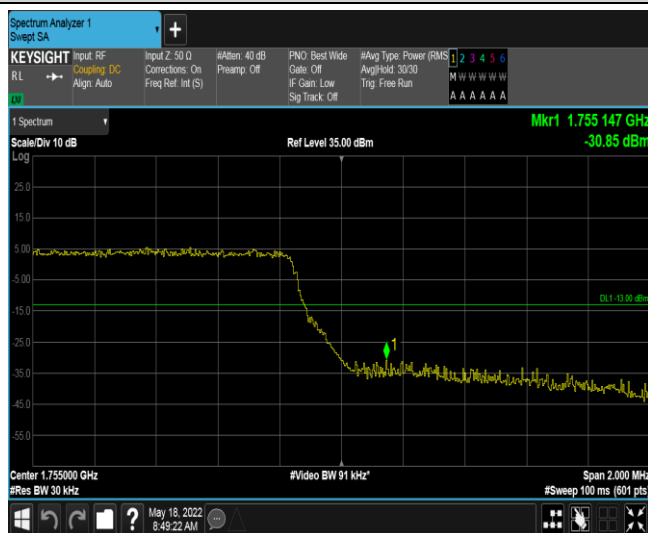 Spectrum Analyzer 1
Swept SA
+
KEYSIGHT
RL
LXI
Input: RF
Coupling: DC
Align: Auto
Input Z: 50 Ω
Corrections: On
Freq Ref: Int (S)
#Atten: 40 dB
Preamp: Off
PNO: Best Wide
Gate: Off
IF Gain: Low
Sig Track: Off
#Avg Type: Power (RMS
Avg|Hold: 30/30
Trig: Free Run
1 2 3 4 5 6
M W W W W W
A A A A A A
1 Spectrum
Scale/Div 10 dB
Log
Ref Level 35.00 dBm
Mkr1 1.755 147 GHz
-30.85 dBm
25.0
15.0
5.00
-5.00
DL1 -13.00 dBm
-15.0
1
-25.0
-35.0
-45.0
-55.0
Center 1.755000 GHz
#Res BW 30 kHz
#Video BW 91 kHz*
Span 2.000 MHz
#Sweep 100 ms (601 pts)
?
May 18, 2022
8:49:22 AM